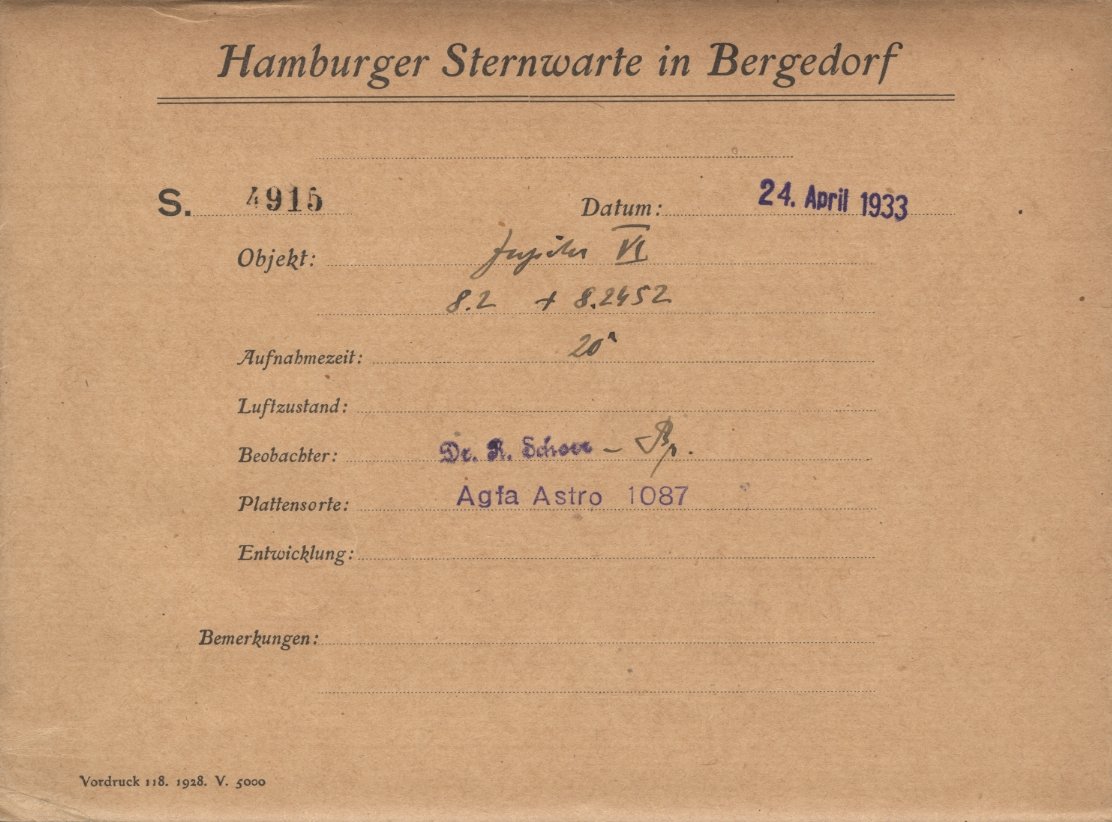 Hamburger Sternwarte in Bergedorf
S. 4915 Datum: 24. April 1933
Objekt: Jupiter VI
8.2 + 8.2452
Aufnahmezeit: 20
Luftzustand:
Beobachter: Dr. R. Schorr –
Plattensorte: Agfa Astro 1087
Entwicklung:
Bemerkungen:
Vordruck 118. 1928. V. 5000